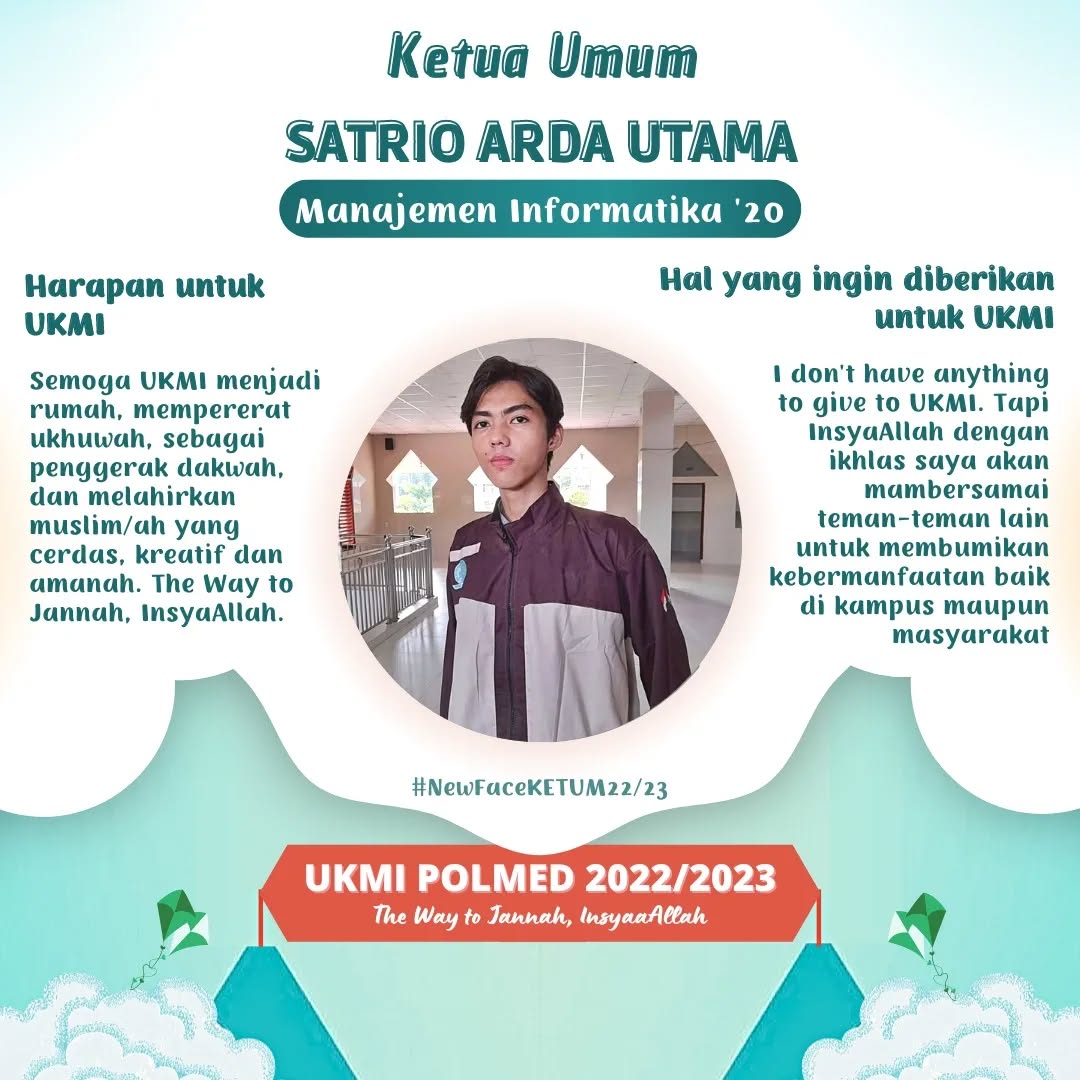 Ketua Umum
SATRIO ARDA UTAMA
Manajemen Informatika '20
Harapan untuk
UKMI
Semoga UKMI menjadi
rumah, mempererat
ukhuwah, sebagai
penggerak dakwah,
dan melahirkan
muslim/ah yang
cerdas, kreatif dan
amanah. The Way to
Jannah, InsyaAllah.
Hal yang ingin diberikan
untuk UKMI
I don't have anything
to give to UKMI. Tapi
InsyaAllah dengan
ikhlas saya akan
mambersamai
teman-teman lain
untuk membumikan
kebermanfaatan baik
di kampus maupun
masyarakat
#NewFaceKETUM22/23
UKMI POLMED 2022/2023
The Way to Jannah, InsyaaAllah